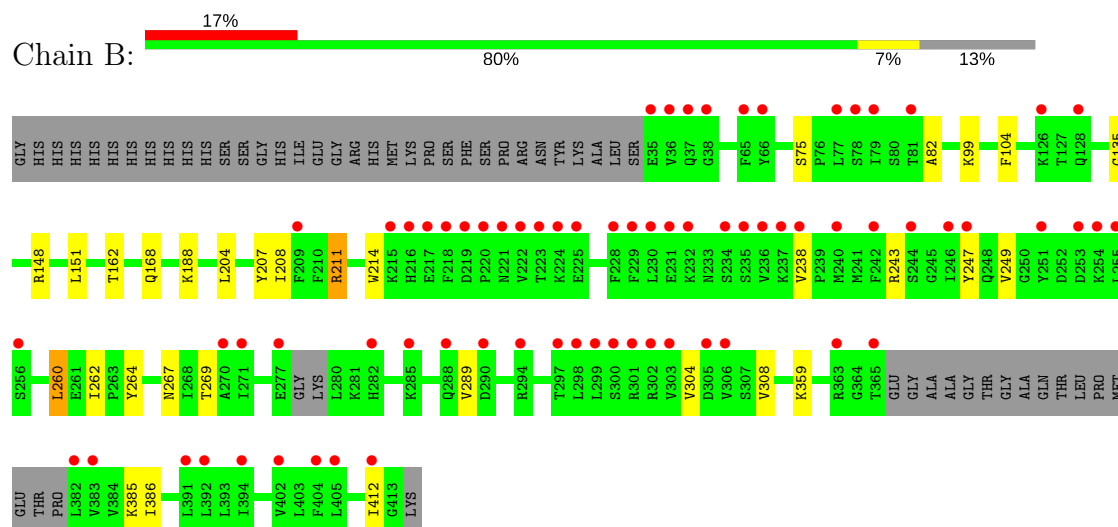 17%
Chain B:
80% 7% 13%
GLY HIS HIS HIS HIS HIS HIS HIS HIS HIS HIS SER SER GLY HIS ILE GLU GLY ARG HIS MET LYS PRO SER PHE SER PRO ARG ASN TYR LYS ALA LEU SER E35 V36 Q37 G38 F65 Y66 S75 P76 L77 S78 I79 S80 T81 A82 K99 F104 K126 T127 Q128
R148 L151 T162 Q168 K188 L204 Y207 I208 F209 F210 R211 W214 K215 H216 E217 F218 D219 P220 N221 V222 T223 K224 E225 F228 F229 L230 E231 K232 N233 S234 S235 V236 K237 V238 P239 M240 M241 F242 R243 S244 G245 I246 Y247 Q248 V249 G250 Y251 D252 D253 K254 L255
S256 L260 E261 I262 P263 Y264 N267 I268 T269 A270 I271 E277 GLY LYS L280 K281 H282 K285 Q288 V289 D290 R294 T297 L298 L299 S300 R301 R302 V303 V304 D305 V306 S307 V308 K359 R363 G364 T365 GLU GLY ALA ALA GLY THR GLY ALA GLN THR LEU PRO MET
GLU THR PRO L382 V383 V384 K385 I386 L391 L392 L393 I394 V402 L403 F404 L405 I412 G413 LYS